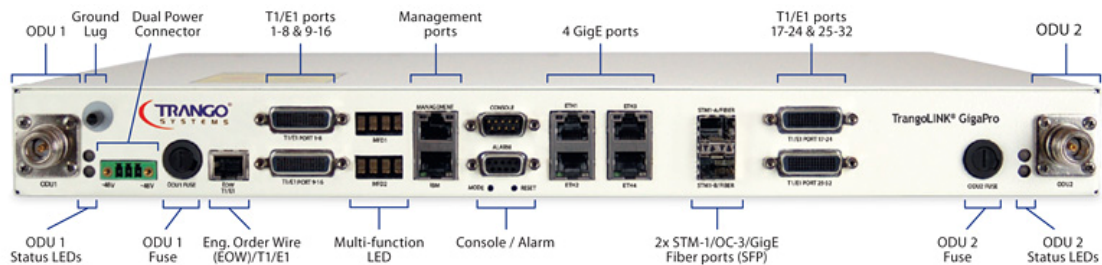 ODU 1
Ground
Lug
Dual Power
Connector
T1/E1 ports
1-8 & 9-16
Management
ports
4 GigE ports
T1/E1 ports
17-24 & 25-32
ODU 2
TRANGO®
SYSTEMS
T1/E1 PORT 1-8
MFD1
MANAGEMENT
CONSOLE
ETH1
ETH3
STM1-A/FIBER
T1/E1 PORT 17-24
TrangoLINK® GigaPro
ALARM
ODU1
-48V
-48V
ODU1 FUSE
EOW
T1/E1
T1/E1 PORT 9-16
MFD2
MODE
RESET
ETH2
ETH4
STM1-B/FIBER
T1/E1 PORT 25-32
ODU2 FUSE
ODU2
ODU 1
Status LEDs
ODU 1
Fuse
Eng. Order Wire
(EOW)/T1/E1
Multi-function
LED
Console / Alarm
2x STM-1/OC-3/GigE
Fiber ports (SFP)
ODU 2
Fuse
ODU 2
Status LEDs